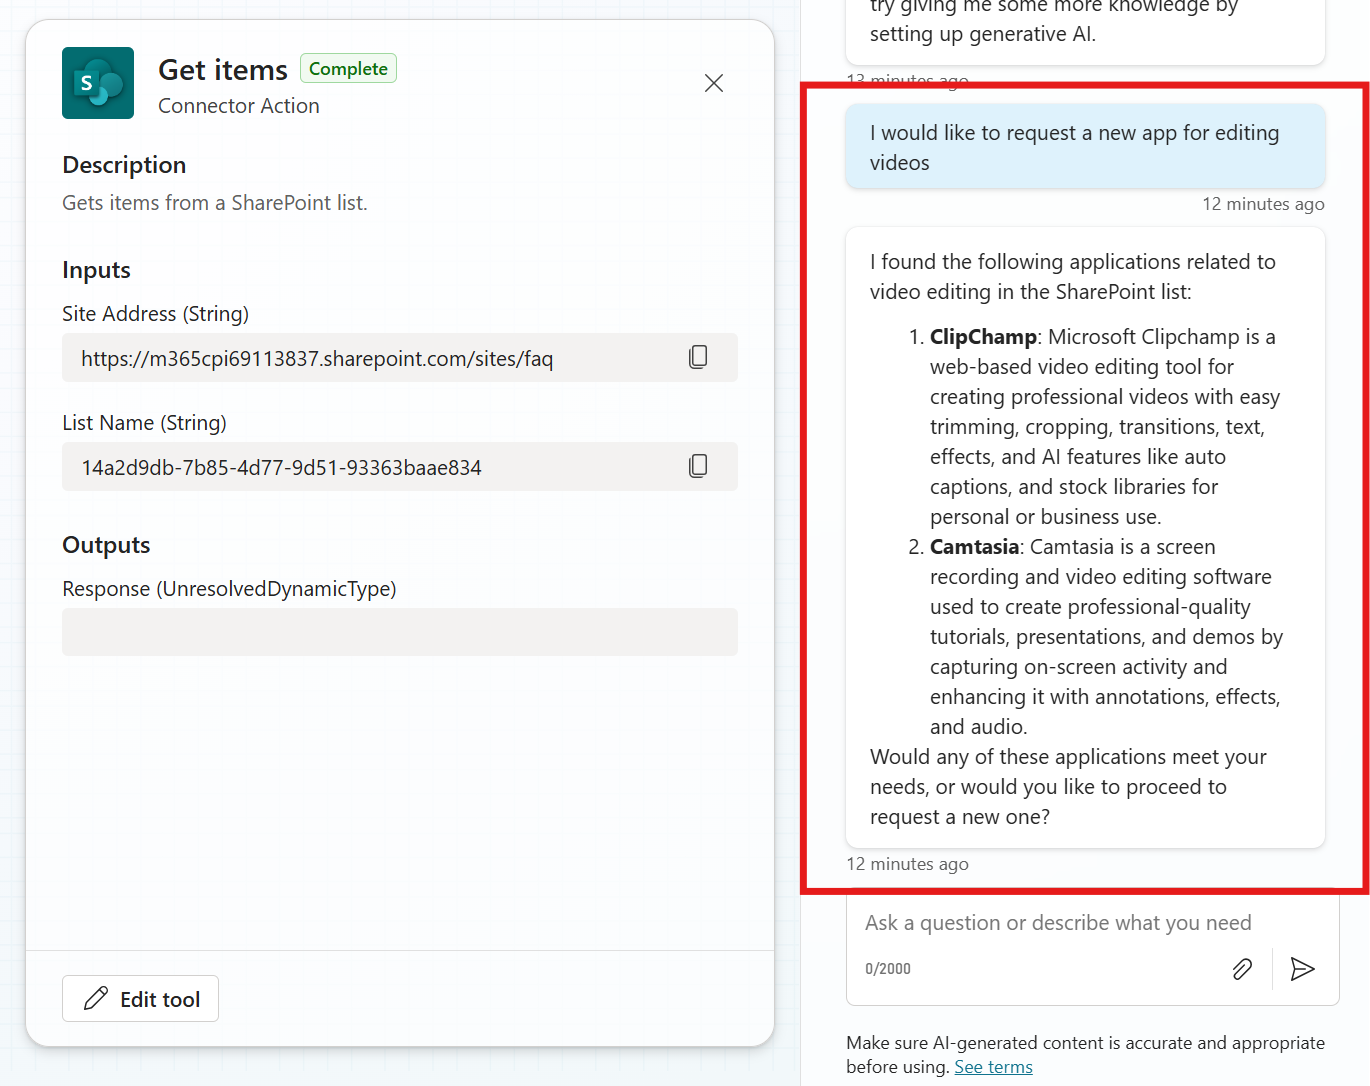 S
Get items
Complete
Connector Action
Description
Gets items from a SharePoint list.
Inputs
Site Address (String)
https://m365cpi69113837.sharepoint.com/sites/faq
List Name (String)
14a2d9db-7b85-4d77-9d51-93363baae834
Outputs
Response (UnresolvedDynamicType)
Edit tool
try giving me some more knowledge by
setting up generative AI.
13 minutes ago
I would like to request a new app for editing
videos
12 minutes ago
I found the following applications related to
video editing in the SharePoint list:
1. ClipChamp: Microsoft Clipchamp is a
web-based video editing tool for
creating professional videos with easy
trimming, cropping, transitions, text,
effects, and AI features like auto
captions, and stock libraries for
personal or business use.
2. Camtasia: Camtasia is a screen
recording and video editing software
used to create professional-quality
tutorials, presentations, and demos by
capturing on-screen activity and
enhancing it with annotations, effects,
and audio.
Would any of these applications meet your
needs, or would you like to proceed to
request a new one?
12 minutes ago
Ask a question or describe what you need
0/2000
Make sure AI-generated content is accurate and appropriate
before using. See terms